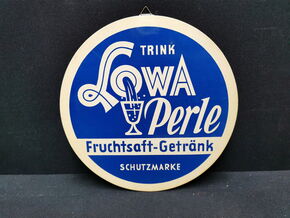 TRINK
LOWA
Perle
Fruchtsaft-Getränk
SCHUTZMARKE